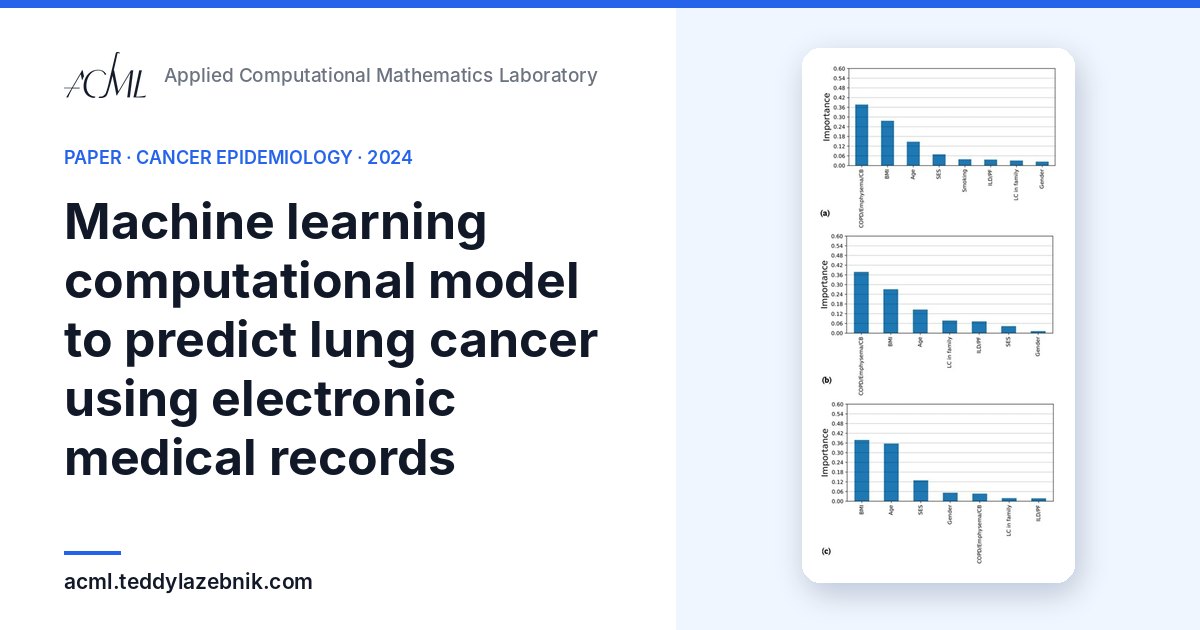 ACML
Applied Computational Mathematics Laboratory
PAPER · CANCER EPIDEMIOLOGY · 2024
Machine learning
computational model
to predict lung cancer
using electronic
medical records
acml.teddylazebnik.com
Importance
0.60
0.54
0.48
0.42
0.36
0.30
0.24
0.18
0.12
0.06
0.00
COPD/Emphysema/CB
BMI
Age
SES
Smoking
ILD/PF
LC in family
Gender
(a)
Importance
0.60
0.54
0.48
0.42
0.36
0.30
0.24
0.18
0.12
0.06
0.00
COPD/Emphysema/CB
BMI
Age
LC in family
ILD/PF
SES
Gender
(b)
Importance
0.60
0.54
0.48
0.42
0.36
0.30
0.24
0.18
0.12
0.06
0.00
BMI
Age
SES
Gender
COPD/Emphysema/CB
LC in family
ILD/PF
(c)